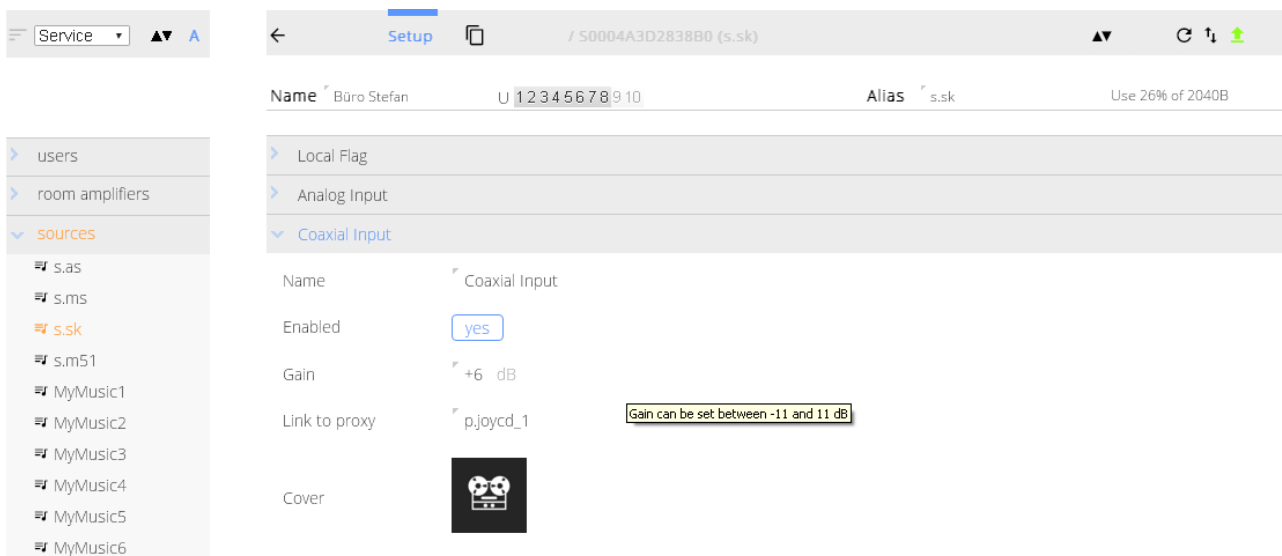 Service A Setup / S0004A3D2838B0 (s.sk)
Name Büro Stefan U 1 2 3 4 5 6 7 8 9 10 Alias s.sk Use 26% of 2040B
users
room amplifiers
sources
s.as
s.ms
s.sk
s.m51
MyMusic1
MyMusic2
MyMusic3
MyMusic4
MyMusic5
MyMusic6
Local Flag
Analog Input
Coaxial Input
Name Coaxial Input
Enabled yes
Gain +6 dB
Gain can be set between -11 and 11 dB
Link to proxy p.joycd_1
Cover